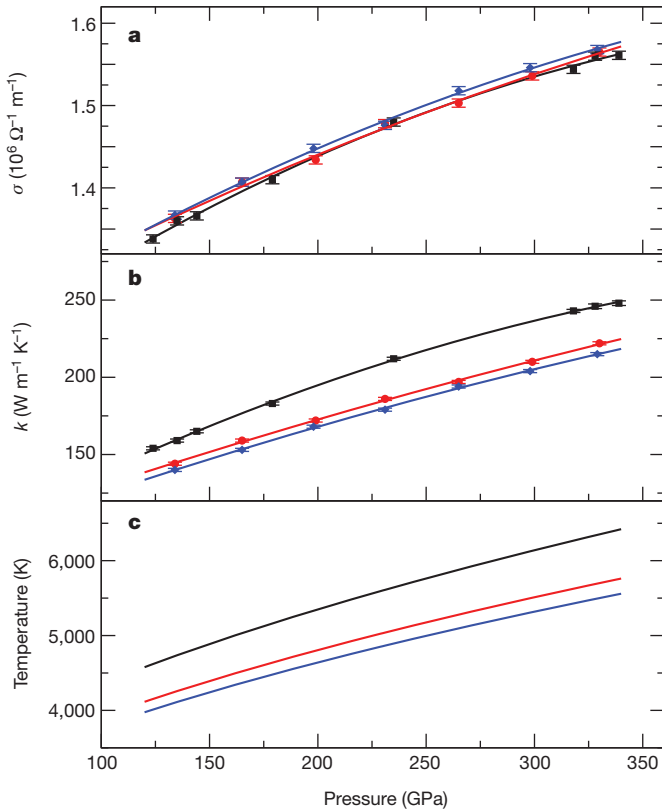 a
1.6
1.5
1.4
σ (10⁶ Ω⁻¹ m⁻¹)
b
250
200
150
k (W m⁻¹ K⁻¹)
c
6,000
5,000
4,000
Temperature (K)
100 150 200 250 300 350
Pressure (GPa)